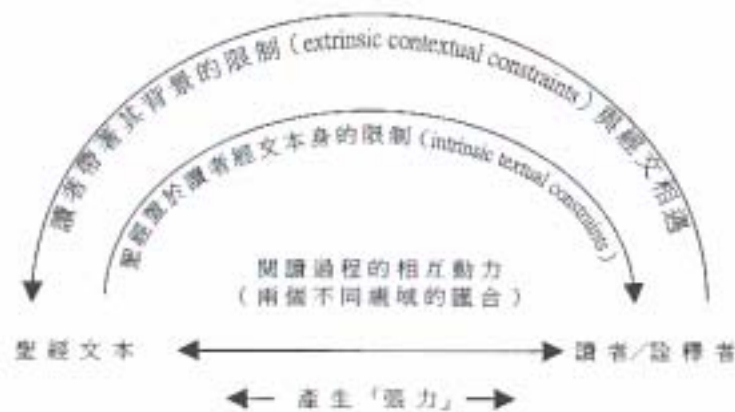 讀者帶著其背景的限制(extrinsic contextual constraints)與經文相遇
聖經置於讀者經文本身的限制(intrinsic textual constraints)
閱讀過程的相互動力
(兩個不同視域的匯合)
聖經文本
讀者/詮釋者
產生「張力」